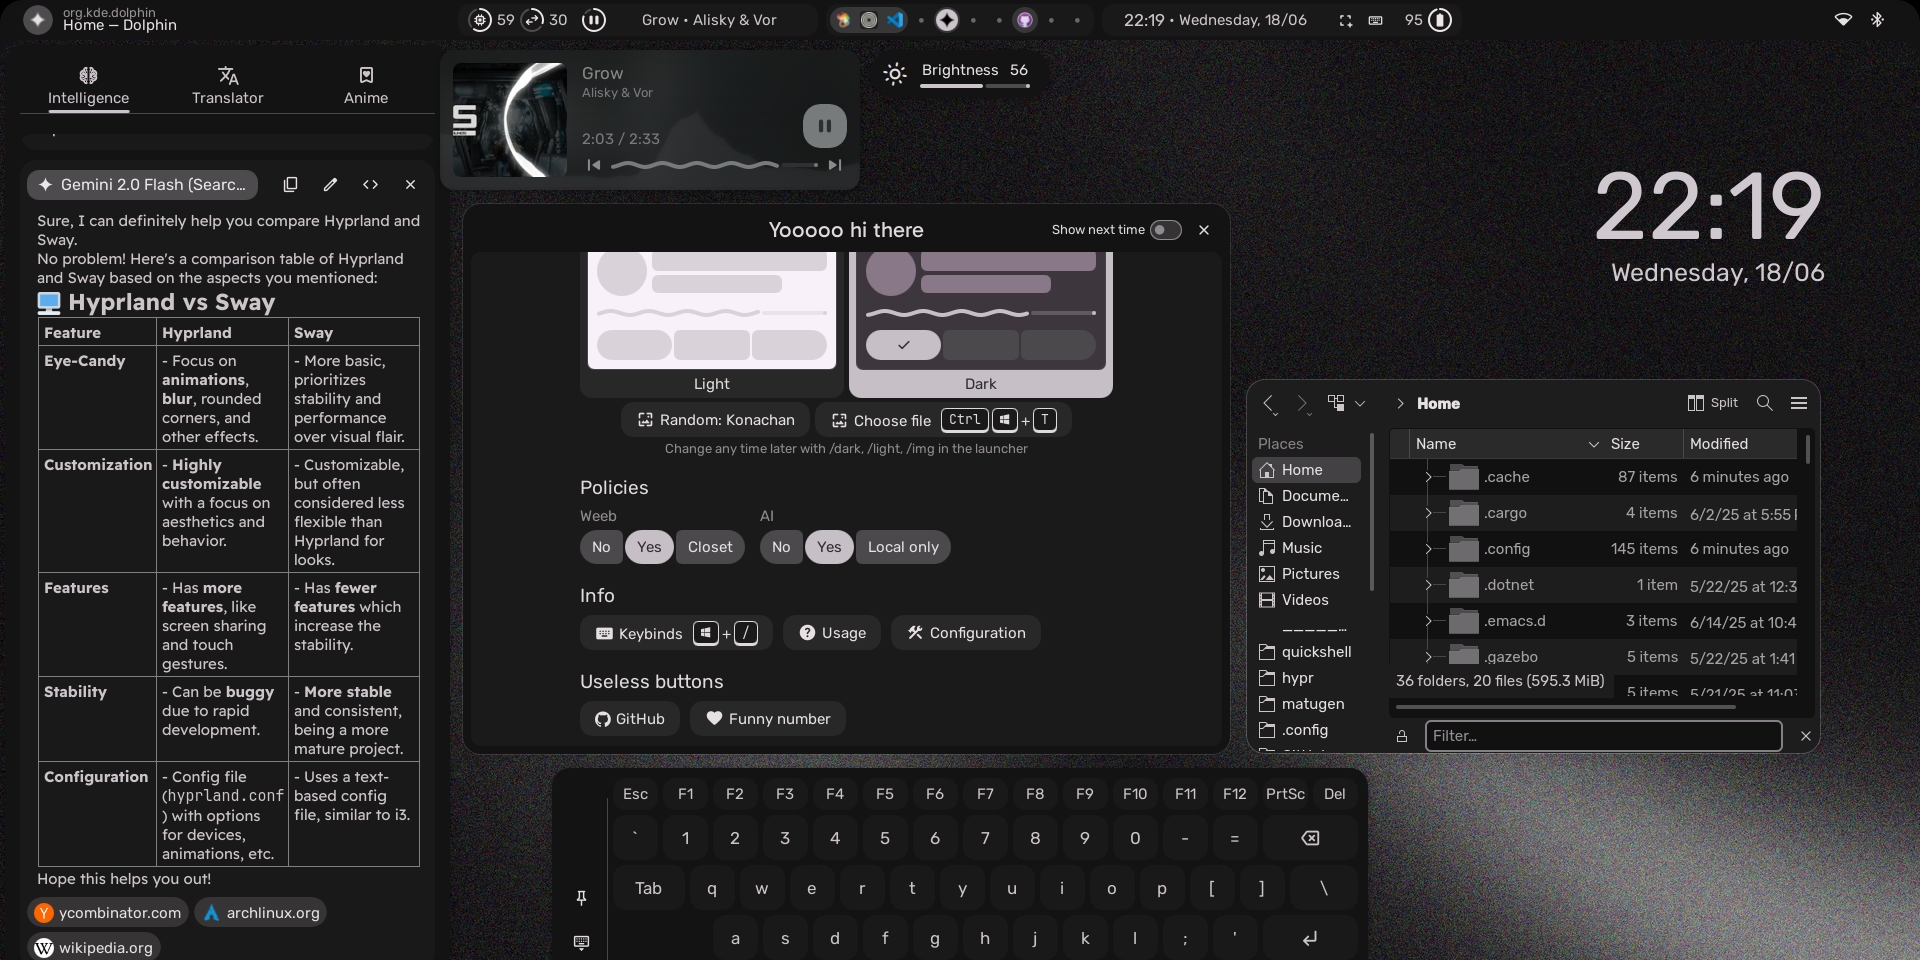 org.kde.dolphin
Home — Dolphin
59
30
Grow • Alisky & Vor
22:19 • Wednesday, 18/06
95
Intelligence
Translator
Anime
Gemini 2.0 Flash (Searc...
Sure, I can definitely help you compare Hyprland and
Sway.
No problem! Here's a comparison table of Hyprland
and Sway based on the aspects you mentioned:
Hyprland vs Sway
Feature
Hyprland
Sway
Eye-Candy
- Focus on
animations,
blur, rounded
corners, and
other effects.
- More basic,
prioritizes
stability and
performance
over visual flair.
Customization
- Highly
customizable
with a focus on
aesthetics and
behavior.
- Customizable,
but often
considered less
flexible than
Hyprland for
looks.
Features
- Has more
features, like
screen sharing
and touch
gestures.
- Has fewer
features which
increase the
stability.
Stability
- Can be buggy
due to rapid
development.
- More stable
and consistent,
being a more
mature project.
Configuration
- Config file
(hyprland.conf
) with options
for devices,
animations, etc.
- Uses a text-
based config
file, similar to i3.
Hope this helps you out!
ycombinator.com
archlinux.org
wikipedia.org
S
Grow
Alisky & Vor
2:03 / 2:33
Brightness 56
22:19
Wednesday, 18/06
Yooooo hi there
Show next time
Light
Dark
Random: Konachan
Choose file Ctrl + T
Change any time later with /dark, /light, /img in the launcher
Policies
Weeb
AI
No Yes Closet
No Yes Local only
Info
Keybinds + /
Usage
Configuration
Useless buttons
GitHub
Funny number
Home
Split
Places
Home
Docume...
Downloa...
Music
Pictures
Videos
_____...
quickshell
hypr
matugen
.config
Name Size Modified
.cache 87 items 6 minutes ago
.cargo 4 items 6/2/25 at 5:55
.config 145 items 6 minutes ago
.dotnet 1 item 5/22/25 at 12:3
.emacs.d 3 items 6/14/25 at 10:4
.gazebo 5 items 5/22/25 at 1:41
5 items 5/21/25 at 11:07
36 folders, 20 files (595.3 MiB)
Filter...
Esc F1 F2 F3 F4 F5 F6 F7 F8 F9 F10 F11 F12 PrtSc Del
` 1 2 3 4 5 6 7 8 9 0 - =
Tab q w e r t y u i o p [ ] \
a s d f g h j k l ; '